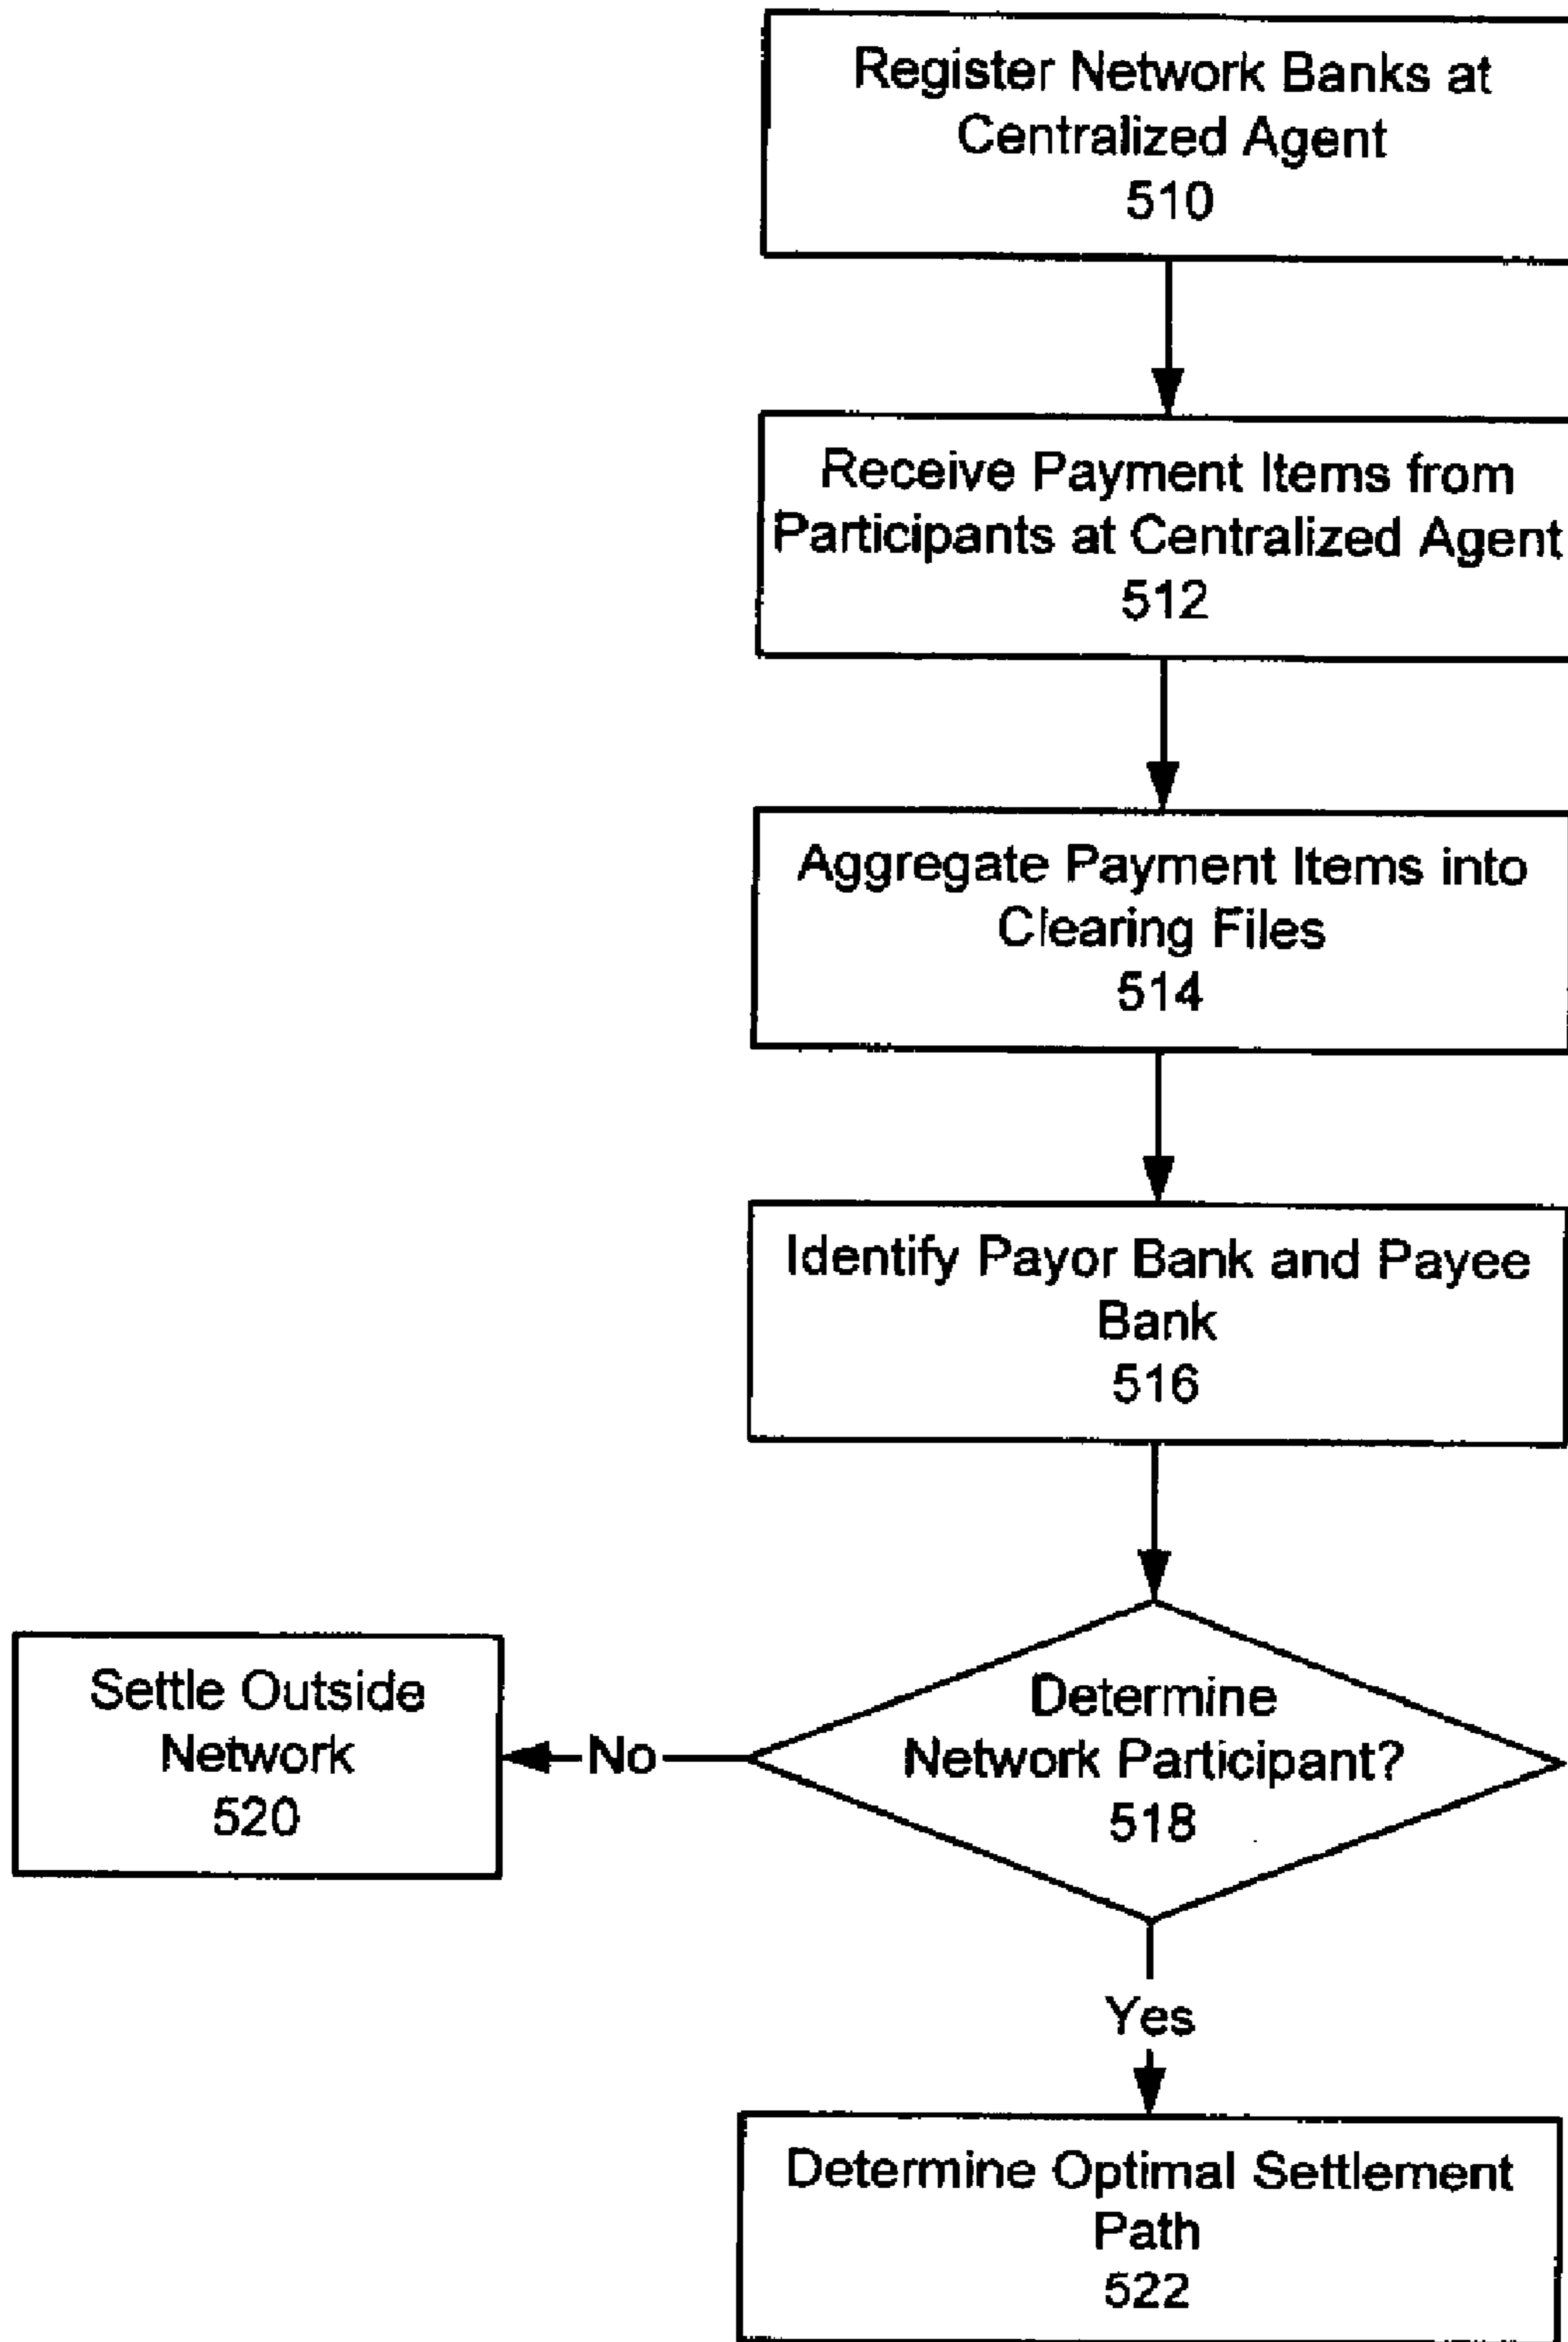 Register Network Banks at
Centralized Agent
510
Receive Payment Items from
Participants at Centralized Agent
512
Aggregate Payment Items into
Clearing Files
514
Identify Payor Bank and Payee
Bank
516
Determine
Network Participant?
518
No
Settle Outside
Network
520
Yes
Determine Optimal Settlement
Path
522